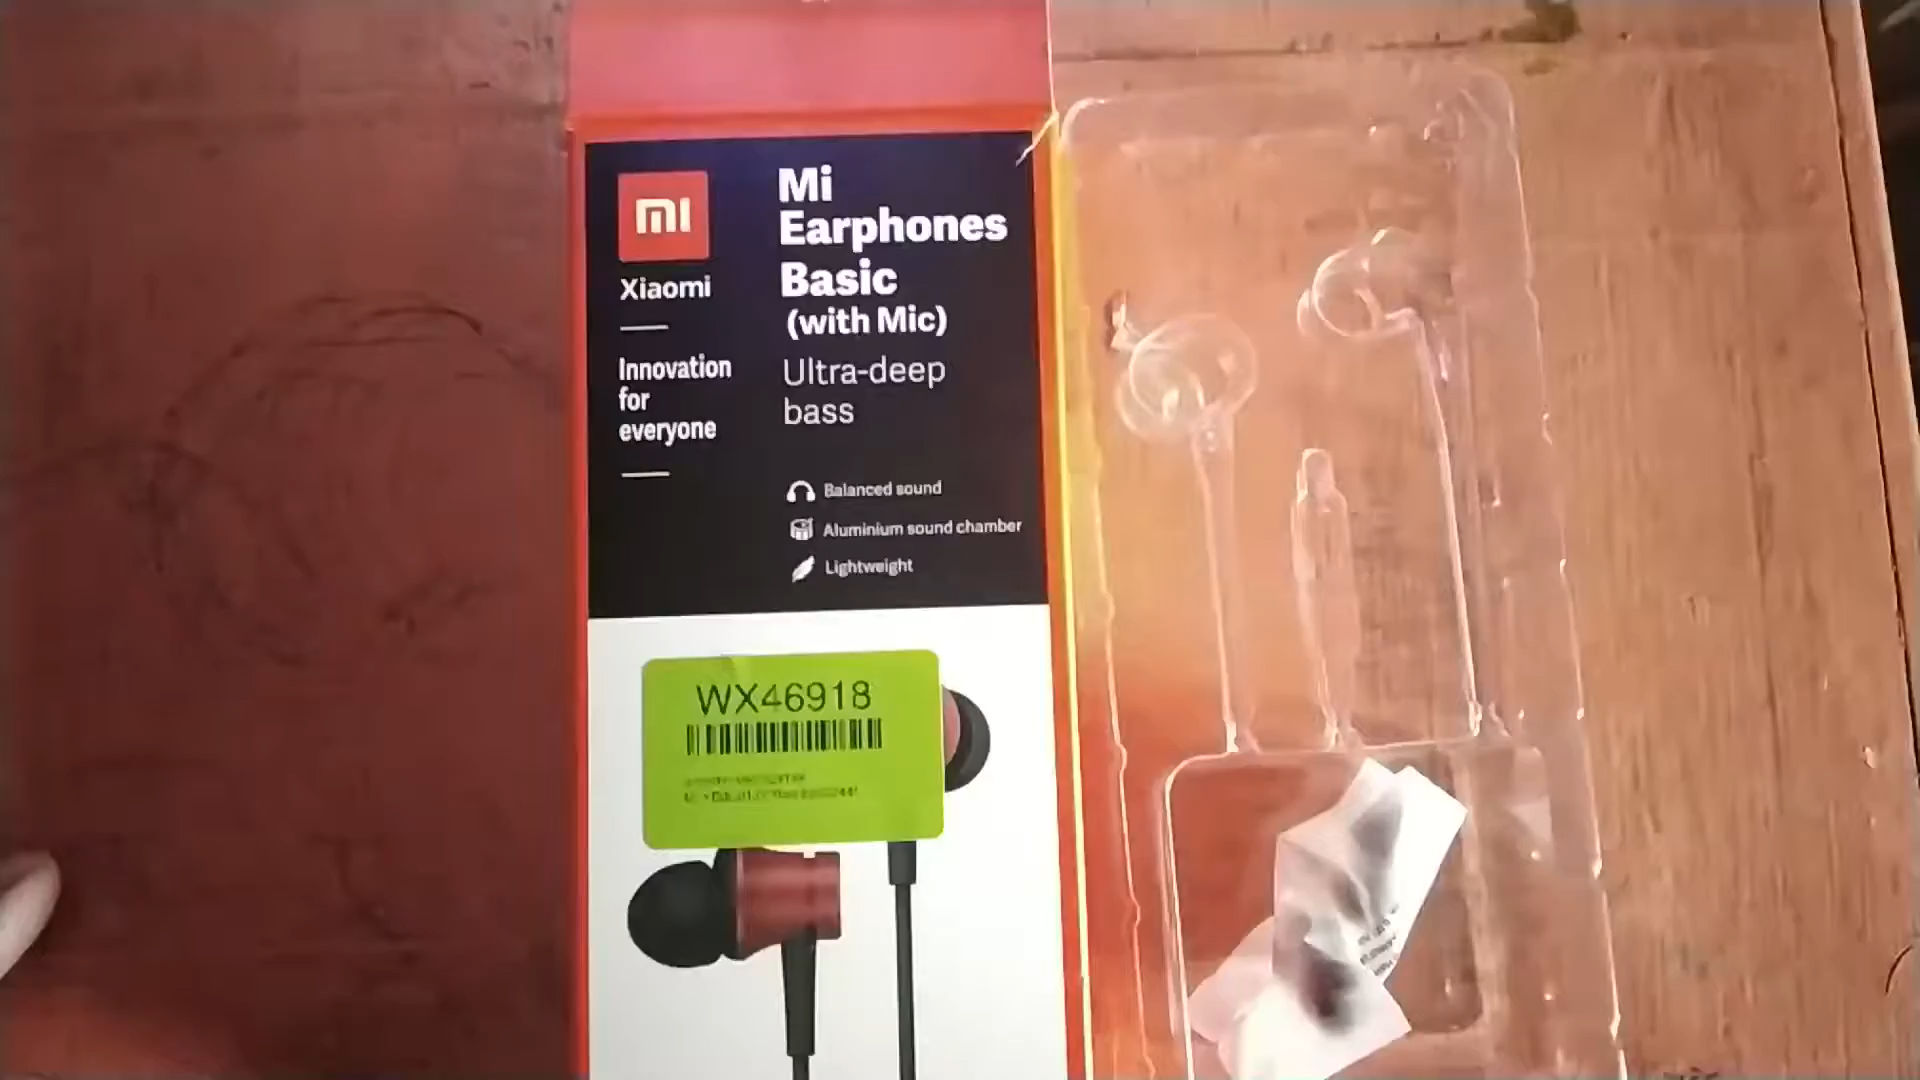 mi
Xiaomi
Innovation
for
everyone
Mi
Earphones
Basic
(with Mic)
Ultra-deep
bass
Balanced sound
Aluminium sound chamber
Lightweight
WX46918